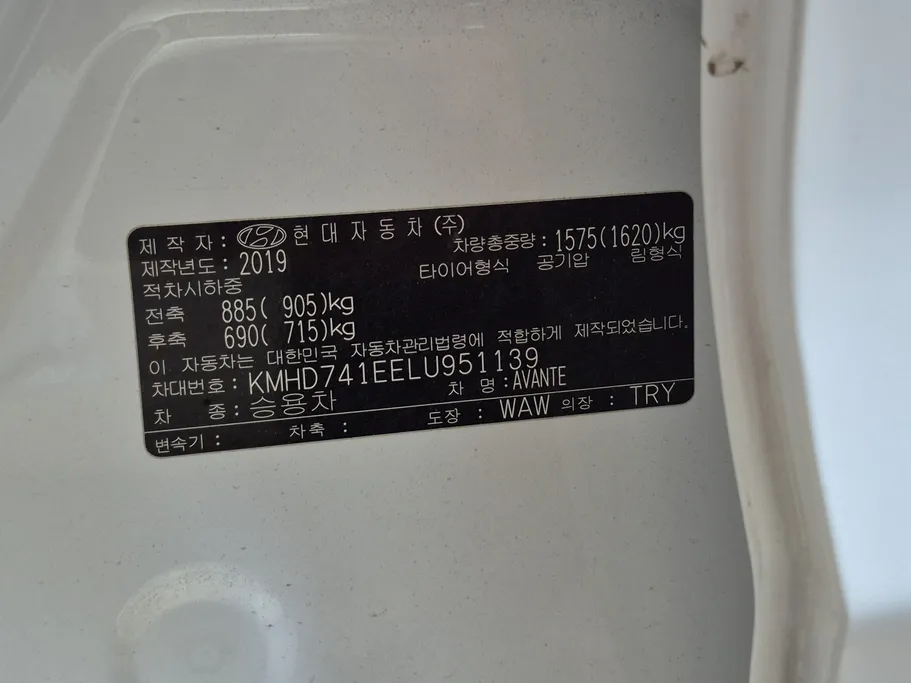 제 작 자 : 현 대 자 동 차 (주)
차량총중량 : 1575(1620)kg
제작년도 : 2019
타이어형식 공기압 림형식
적차시하중
전축 885( 905)kg
후축 690( 715)kg
이 자동차는 대한민국 자동차관리법령에 적합하게 제작되었습니다.
차대번호 : KMHD741EELU951139
차 명 : AVANTE
차 종 : 승용차
변속기 : 차축 : 도장 : WAW 의장 : TRY